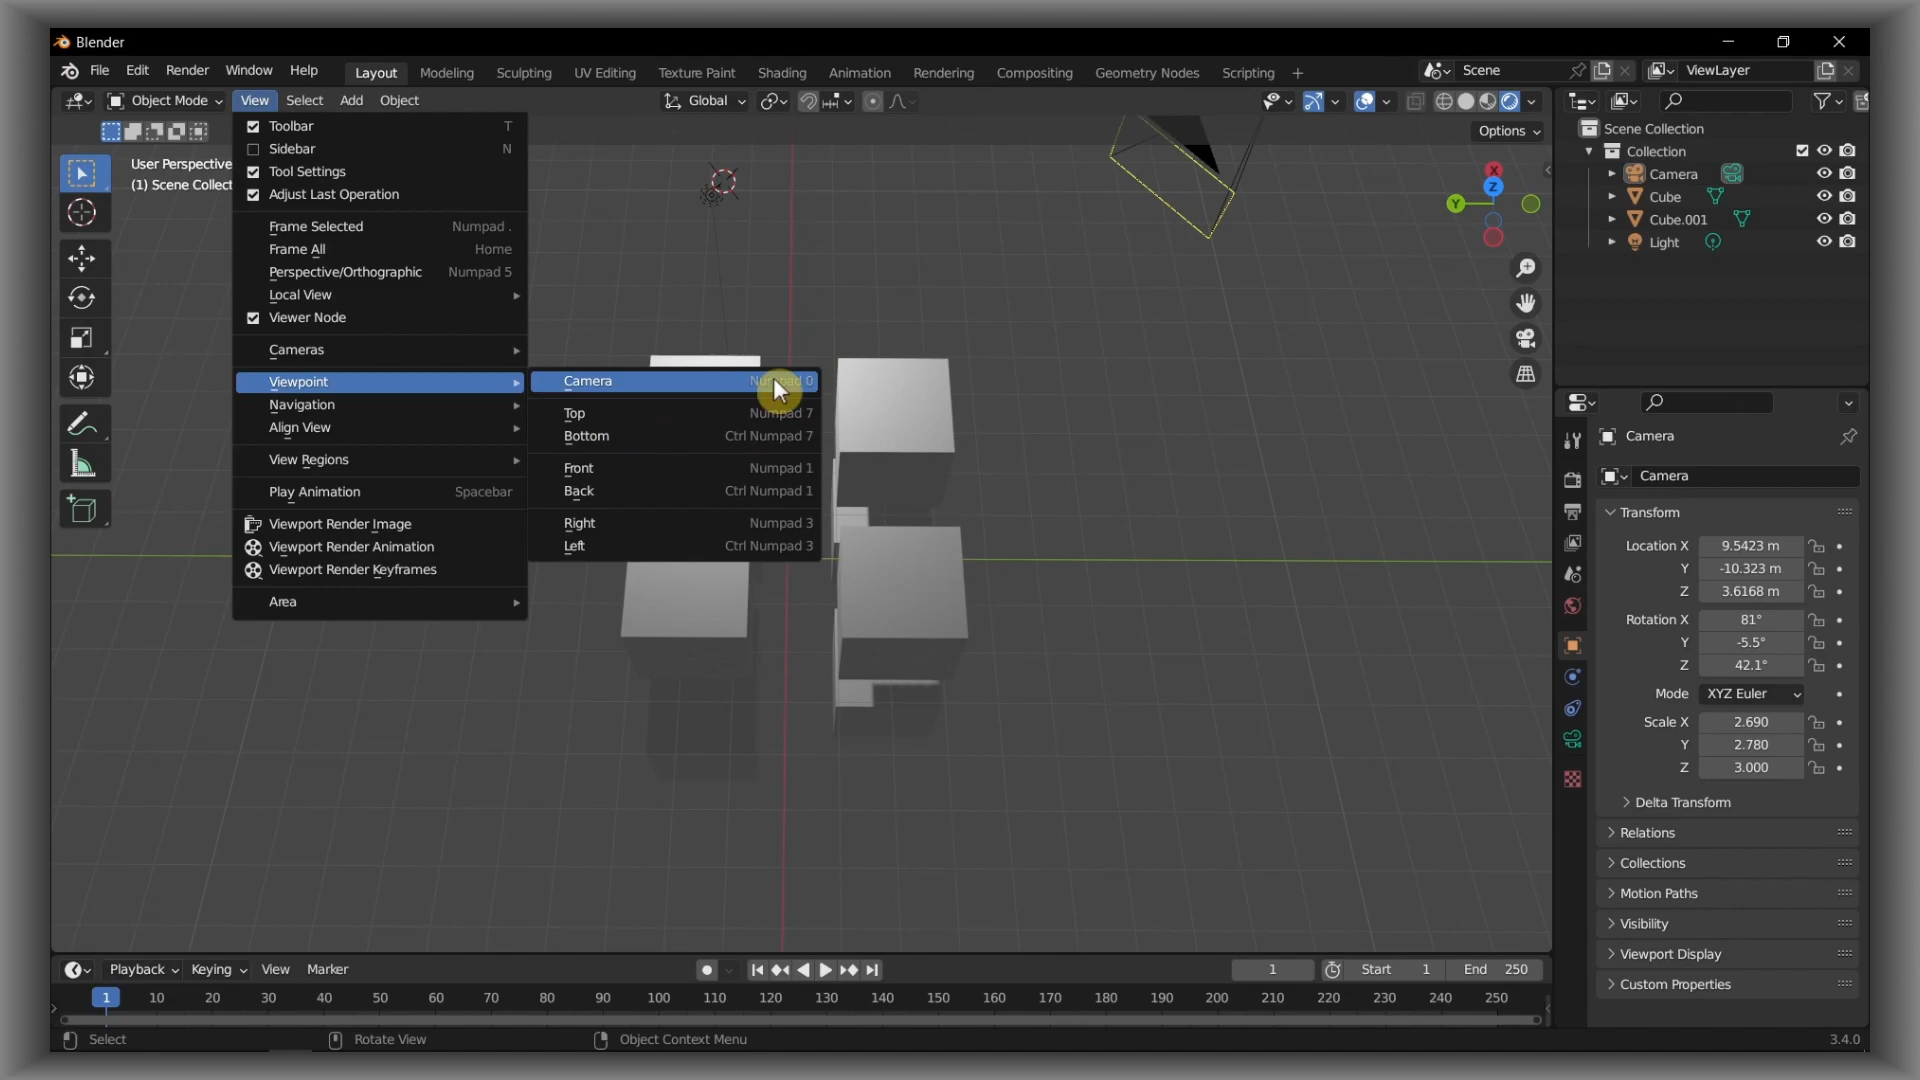 Blender
File Edit Render Window Help Layout Modeling Sculpting UV Editing Texture Paint Shading Animation Rendering Compositing Geometry Nodes Scripting + Scene ViewLayer
Object Mode View Select Add Object Global
Options
User Perspective
(1) Scene Collect
Toolbar T
Sidebar N
Tool Settings
Adjust Last Operation
Frame Selected Numpad .
Frame All Home
Perspective/Orthographic Numpad 5
Local View
Viewer Node
Cameras
Viewpoint
Navigation
Align View
View Regions
Play Animation Spacebar
Viewport Render Image
Viewport Render Animation
Viewport Render Keyframes
Area
Camera Numpad 0
Top Numpad 7
Bottom Ctrl Numpad 7
Front Numpad 1
Back Ctrl Numpad 1
Right Numpad 3
Left Ctrl Numpad 3
X
Z
Y
Scene Collection
Collection
Camera
Cube
Cube.001
Light
Camera
Camera
Transform
Location X 9.5423 m
Y -10.323 m
Z 3.6168 m
Rotation X 81°
Y -5.5°
Z 42.1°
Mode XYZ Euler
Scale X 2.690
Y 2.780
Z 3.000
Delta Transform
Relations
Collections
Motion Paths
Visibility
Viewport Display
Custom Properties
Playback Keying View Marker 1 Start 1 End 250
1 10 20 30 40 50 60 70 80 90 100 110 120 130 140 150 160 170 180 190 200 210 220 230 240 250
Select Rotate View Object Context Menu 3.4.0